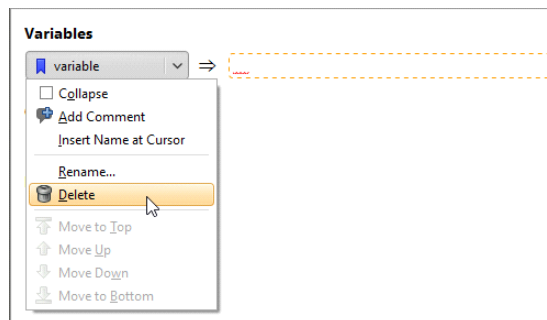 Variables
variable ⇒
Collapse
Add Comment
Insert Name at Cursor
Rename...
Delete
Move to Top
Move Up
Move Down
Move to Bottom